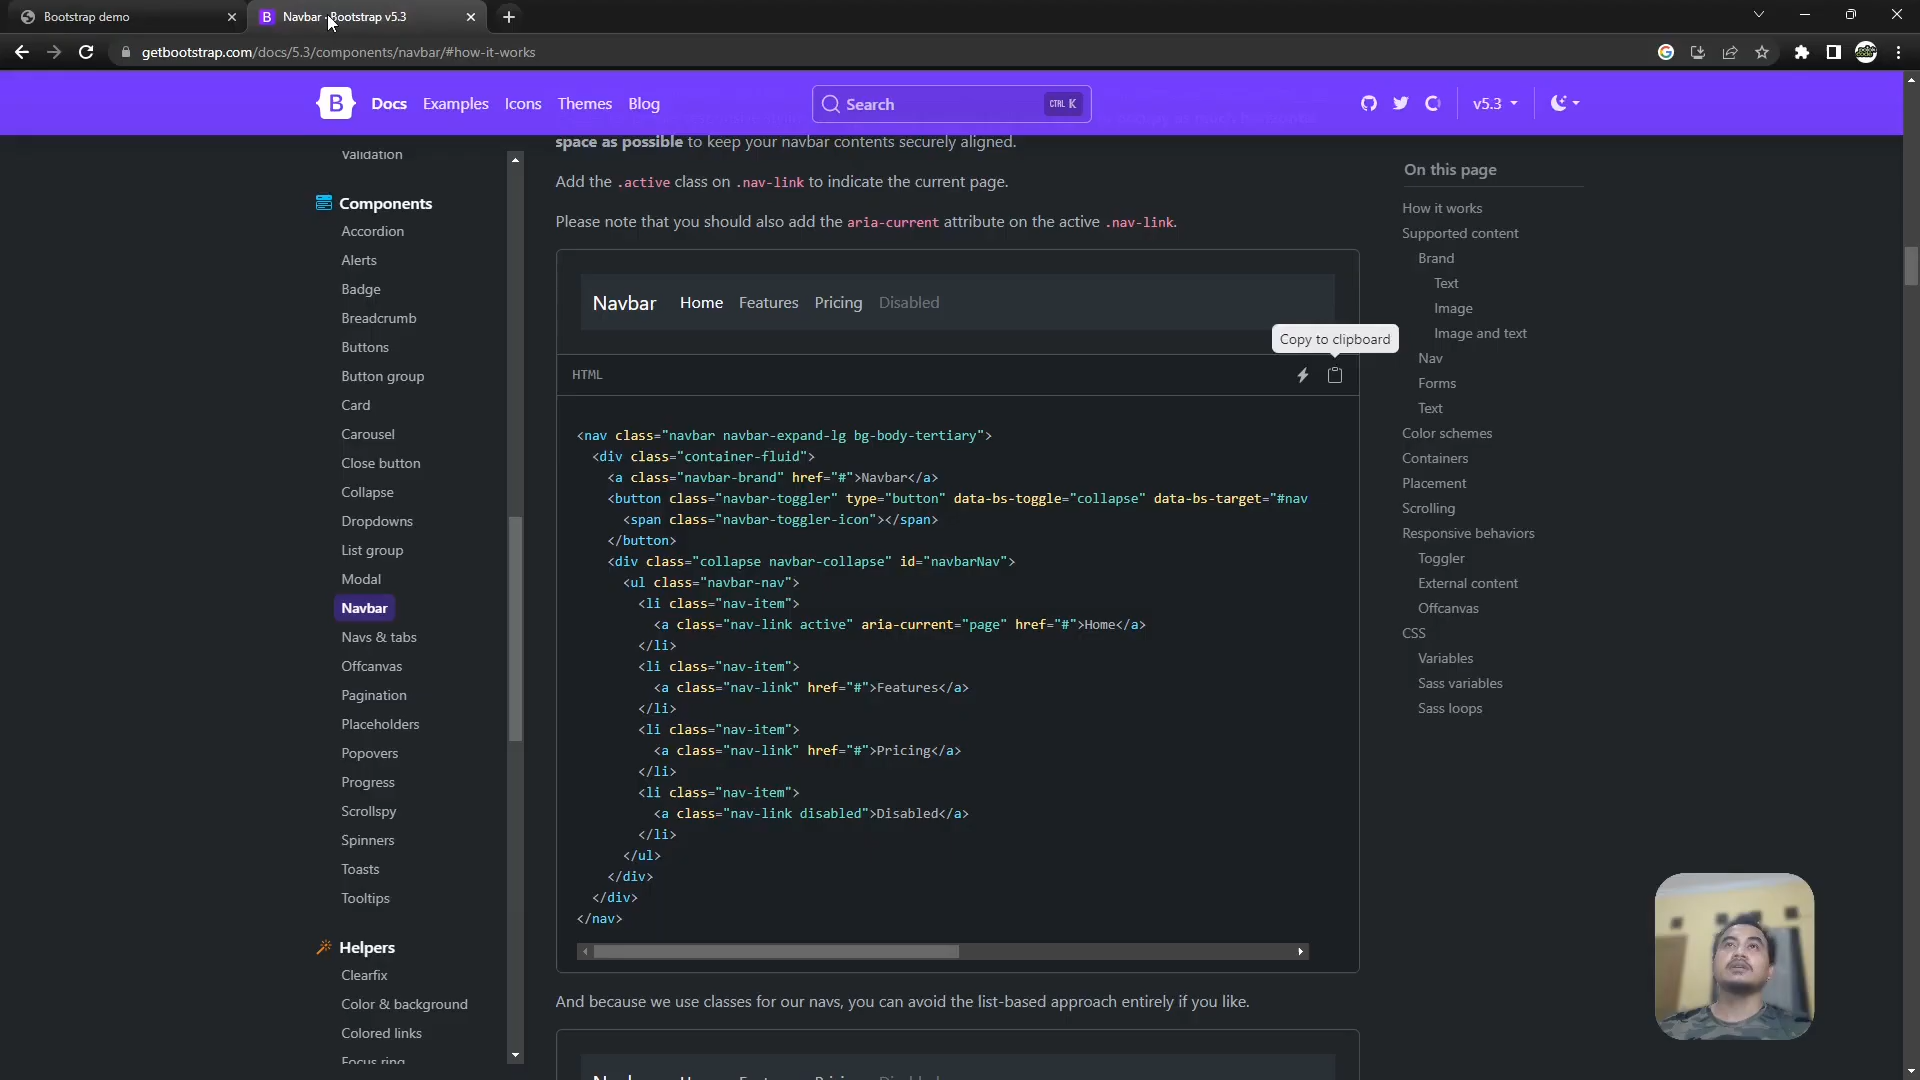 Bootstrap demo
B Navbar · Bootstrap v5.3
getbootstrap.com/docs/5.3/components/navbar/#how-it-works
B Docs Examples Icons Themes Blog
Search CTRL K
v5.3
Validation
Components
Accordion
Alerts
Badge
Breadcrumb
Buttons
Button group
Card
Carousel
Close button
Collapse
Dropdowns
List group
Modal
Navbar
Navs & tabs
Offcanvas
Pagination
Placeholders
Popovers
Progress
Scrollspy
Spinners
Toasts
Tooltips
Helpers
Clearfix
Color & background
Colored links
Focus ring
space as possible to keep your navbar contents securely aligned.
Add the .active class on .nav-link to indicate the current page.
Please note that you should also add the aria-current attribute on the active .nav-link.
Navbar Home Features Pricing Disabled
Copy to clipboard
HTML
<nav class="navbar navbar-expand-lg bg-body-tertiary">
<div class="container-fluid">
<a class="navbar-brand" href="#">Navbar</a>
<button class="navbar-toggler" type="button" data-bs-toggle="collapse" data-bs-target="#nav
<span class="navbar-toggler-icon"></span>
</button>
<div class="collapse navbar-collapse" id="navbarNav">
<ul class="navbar-nav">
<li class="nav-item">
<a class="nav-link active" aria-current="page" href="#">Home</a>
</li>
<li class="nav-item">
<a class="nav-link" href="#">Features</a>
</li>
<li class="nav-item">
<a class="nav-link" href="#">Pricing</a>
</li>
<li class="nav-item">
<a class="nav-link disabled">Disabled</a>
</li>
</ul>
</div>
</div>
</nav>
And because we use classes for our navs, you can avoid the list-based approach entirely if you like.
On this page
How it works
Supported content
Brand
Text
Image
Image and text
Nav
Forms
Text
Color schemes
Containers
Placement
Scrolling
Responsive behaviors
Toggler
External content
Offcanvas
CSS
Variables
Sass variables
Sass loops